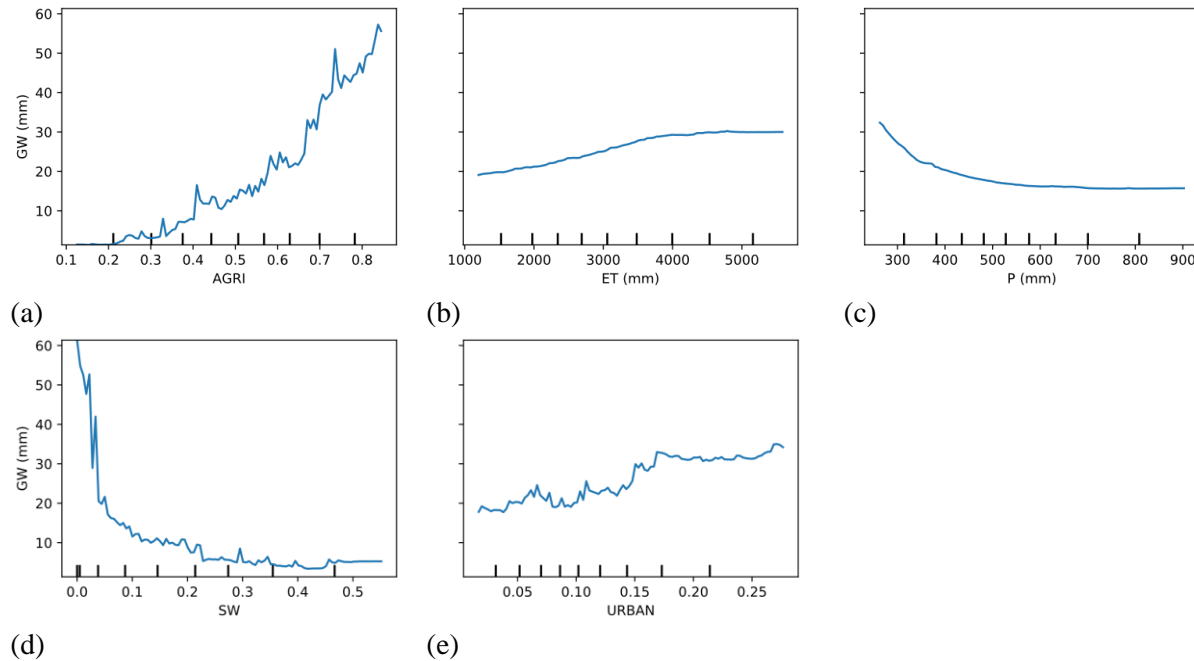 60
50
40
30
20
10
GW (mm)
0.1 0.2 0.3 0.4 0.5 0.6 0.7 0.8
AGRI
1000 2000 3000 4000 5000
ET (mm)
300 400 500 600 700 800 900
P (mm)
(a) (b) (c)
60
50
40
30
20
10
GW (mm)
0.0 0.1 0.2 0.3 0.4 0.5
SW
0.05 0.10 0.15 0.20 0.25
URBAN
(d) (e)